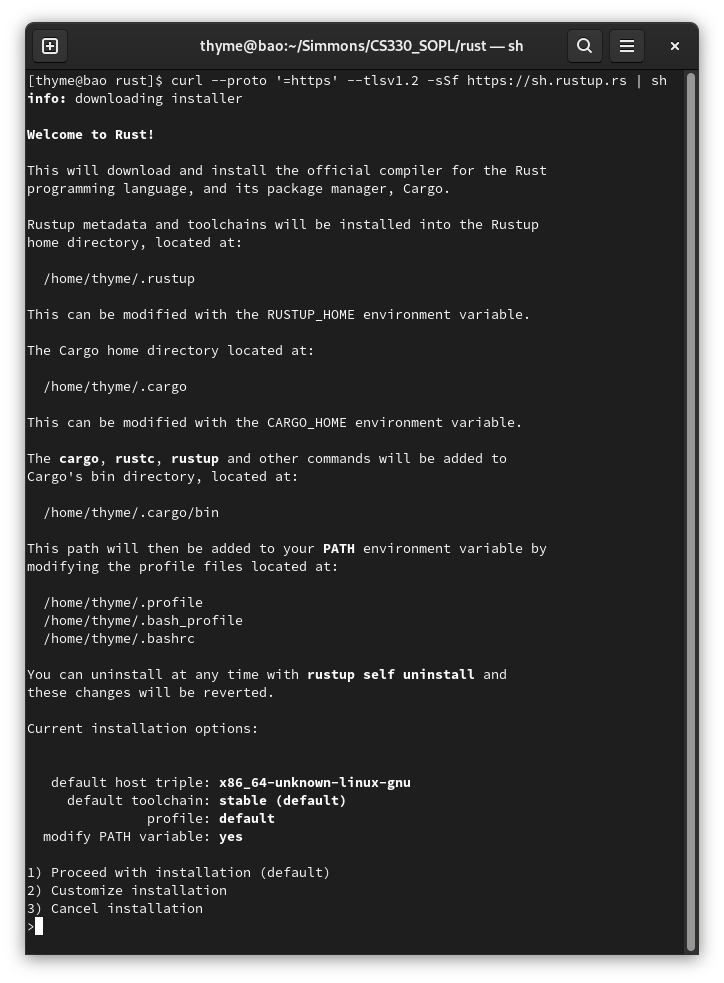 thyme@bao:~/Simmons/CS330_SOPL/rust — sh
[thyme@bao rust]$ curl --proto '=https' --tlsv1.2 -sSf https://sh.rustup.rs | sh
info: downloading installer

Welcome to Rust!

This will download and install the official compiler for the Rust
programming language, and its package manager, Cargo.

Rustup metadata and toolchains will be installed into the Rustup
home directory, located at:

  /home/thyme/.rustup

This can be modified with the RUSTUP_HOME environment variable.

The Cargo home directory located at:

  /home/thyme/.cargo

This can be modified with the CARGO_HOME environment variable.

The cargo, rustc, rustup and other commands will be added to
Cargo's bin directory, located at:

  /home/thyme/.cargo/bin

This path will then be added to your PATH environment variable by
modifying the profile files located at:

  /home/thyme/.profile
  /home/thyme/.bash_profile
  /home/thyme/.bashrc

You can uninstall at any time with rustup self uninstall and
these changes will be reverted.

Current installation options:


   default host triple: x86_64-unknown-linux-gnu
     default toolchain: stable (default)
               profile: default
  modify PATH variable: yes

1) Proceed with installation (default)
2) Customize installation
3) Cancel installation
>